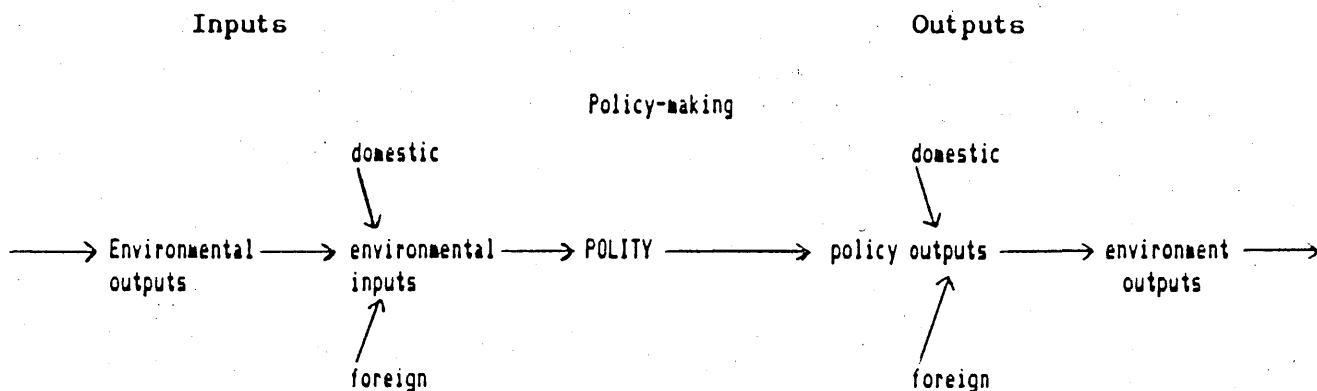 Inputs Outputs
Policy-making
domestic domestic
Environmental environmental POLITY policy outputs environment
outputs inputs outputs
foreign foreign